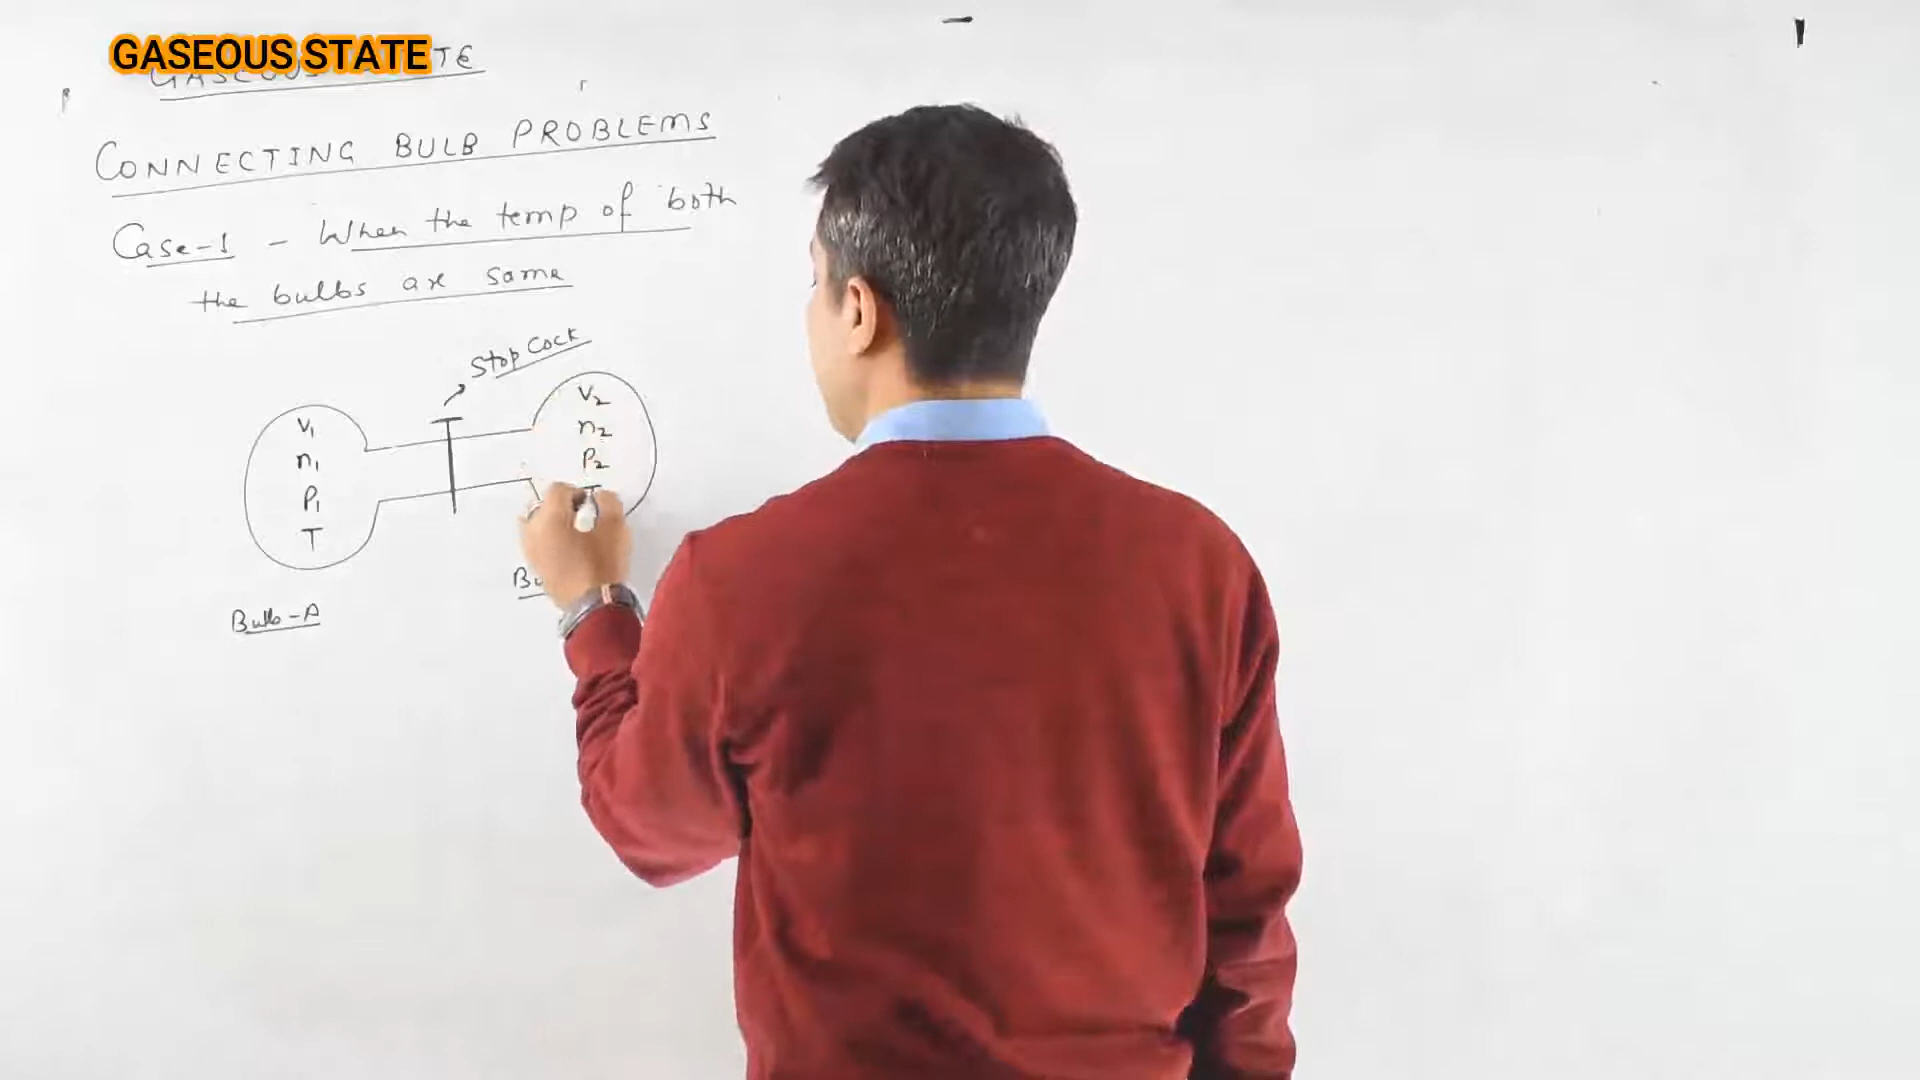 GASEOUS STATE
CONNECTING BULB PROBLEMS
Case-1 - When the temp of both
the bulbs are same
Stop Cock
V1
n1
P1
T
V2
n2
P2
T
Bulb-A